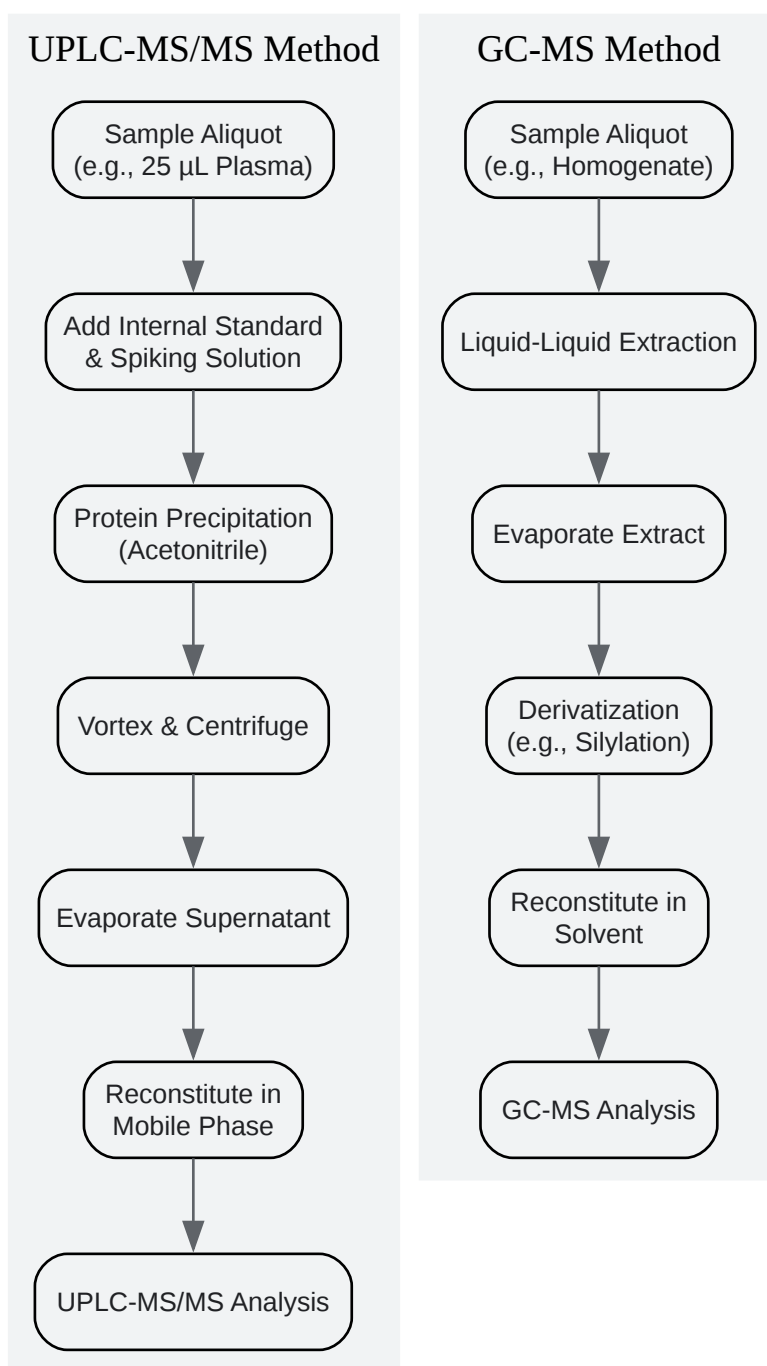 UPLC-MS/MS Method
Sample Aliquot
(e.g., 25 µL Plasma)
Add Internal Standard
& Spiking Solution
Protein Precipitation
(Acetonitrile)
Vortex & Centrifuge
Evaporate Supernatant
Reconstitute in
Mobile Phase
UPLC-MS/MS Analysis
GC-MS Method
Sample Aliquot
(e.g., Homogenate)
Liquid-Liquid Extraction
Evaporate Extract
Derivatization
(e.g., Silylation)
Reconstitute in
Solvent
GC-MS Analysis